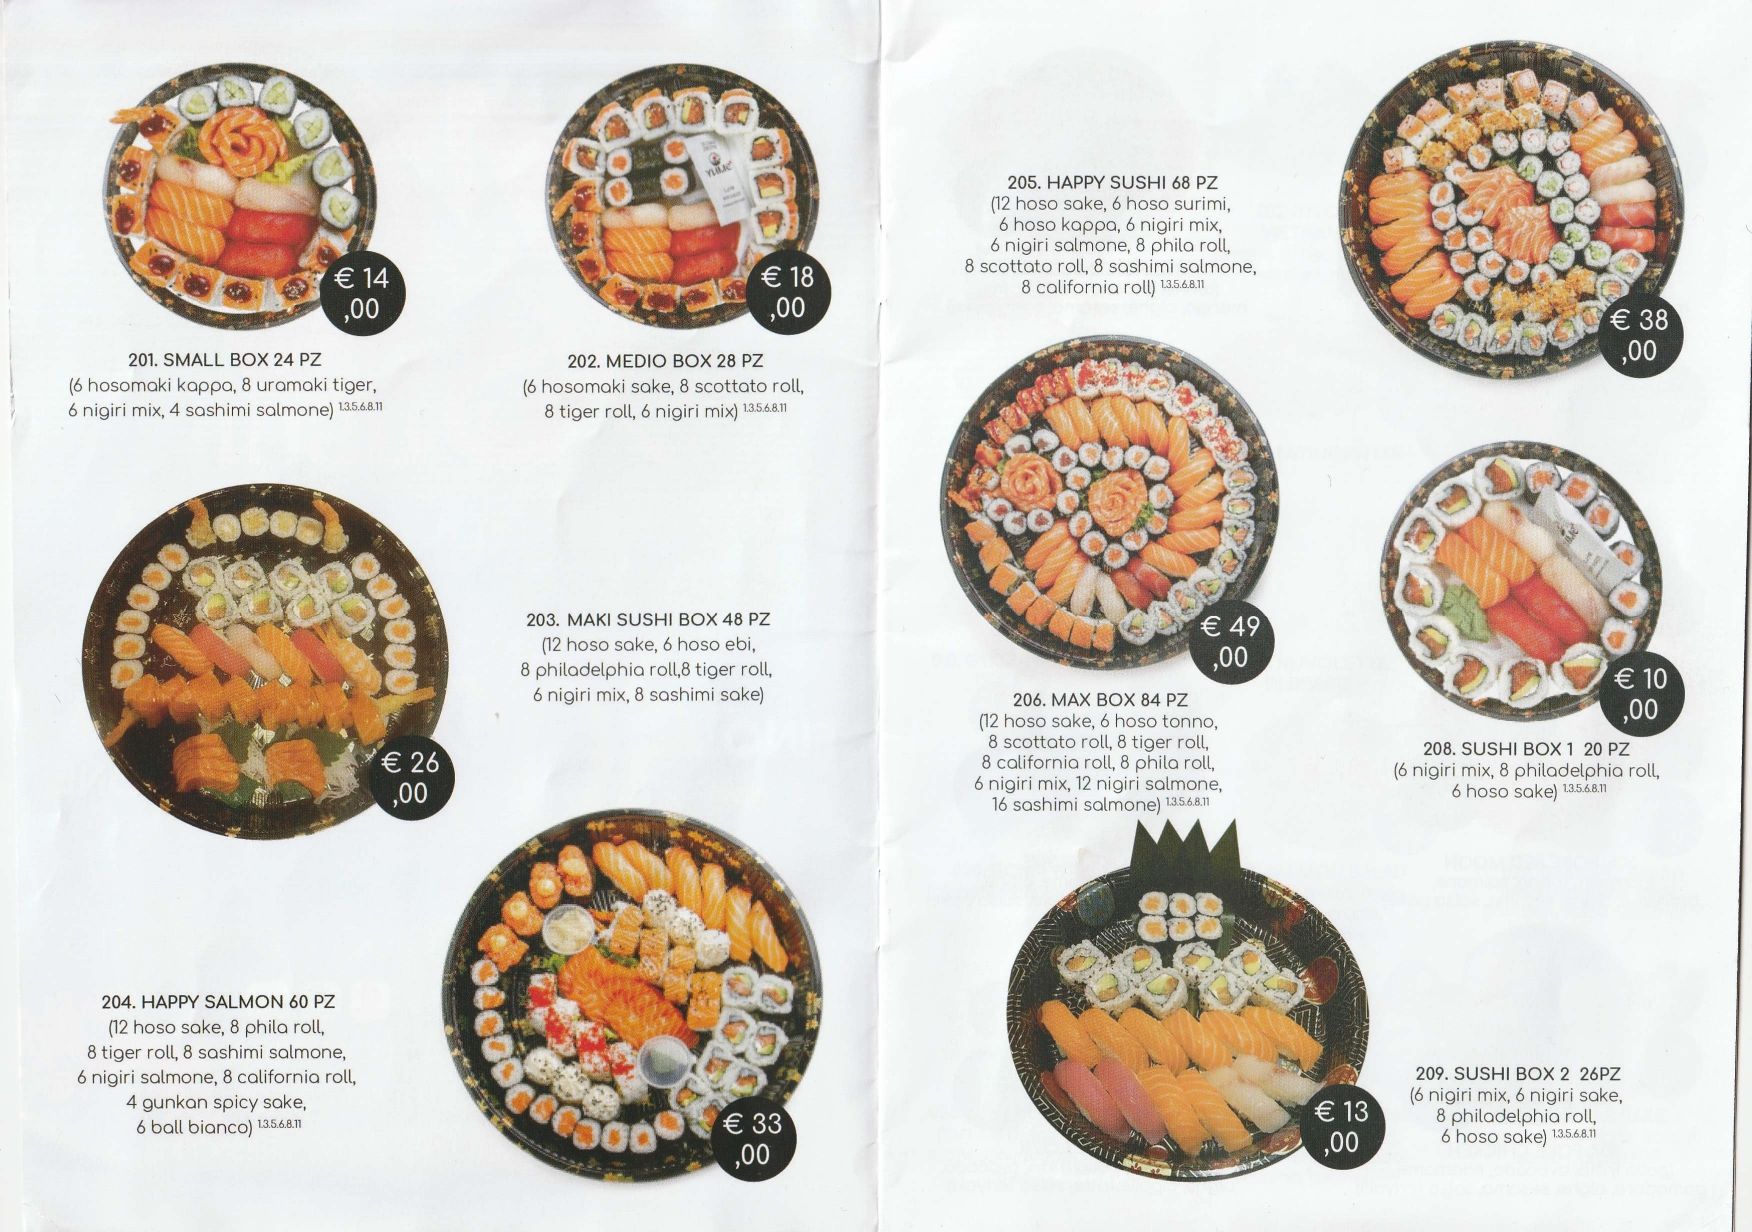 € 14
,00
201. SMALL BOX 24 PZ
(6 hosomaki kappa, 8 uramaki tiger,
6 nigiri mix, 4 sashimi salmone) 1.3.5.6.8.11
€ 18
,00
202. MEDIO BOX 28 PZ
(6 hosomaki sake, 8 scottato roll,
8 tiger roll, 6 nigiri mix) 1.3.5.6.8.11
€ 26
,00
203. MAKI SUSHI BOX 48 PZ
(12 hoso sake, 6 hoso ebi,
8 philadelphia roll,8 tiger roll,
6 nigiri mix, 8 sashimi sake)
204. HAPPY SALMON 60 PZ
(12 hoso sake, 8 phila roll,
8 tiger roll, 8 sashimi salmone,
6 nigiri salmone, 8 california roll,
4 gunkan spicy sake,
6 ball bianco) 1.3.5.6.8.11
€ 33
,00
205. HAPPY SUSHI 68 PZ
(12 hoso sake, 6 hoso surimi,
6 hoso kappa, 6 nigiri mix,
6 nigiri salmone, 8 phila roll,
8 scottato roll, 8 sashimi salmone,
8 california roll) 1.3.5.6.8.11
€ 38
,00
€ 49
,00
206. MAX BOX 84 PZ
(12 hoso sake, 6 hoso tonno,
8 scottato roll, 8 tiger roll,
8 california roll, 8 phila roll,
6 nigiri mix, 12 nigiri salmone,
16 sashimi salmone) 1.3.5.6.8.11
€ 10
,00
208. SUSHI BOX 1 20 PZ
(6 nigiri mix, 8 philadelphia roll,
6 hoso sake) 1.3.5.6.8.11
€ 13
,00
209. SUSHI BOX 2 26PZ
(6 nigiri mix, 6 nigiri sake,
8 philadelphia roll,
6 hoso sake) 1.3.5.6.8.11